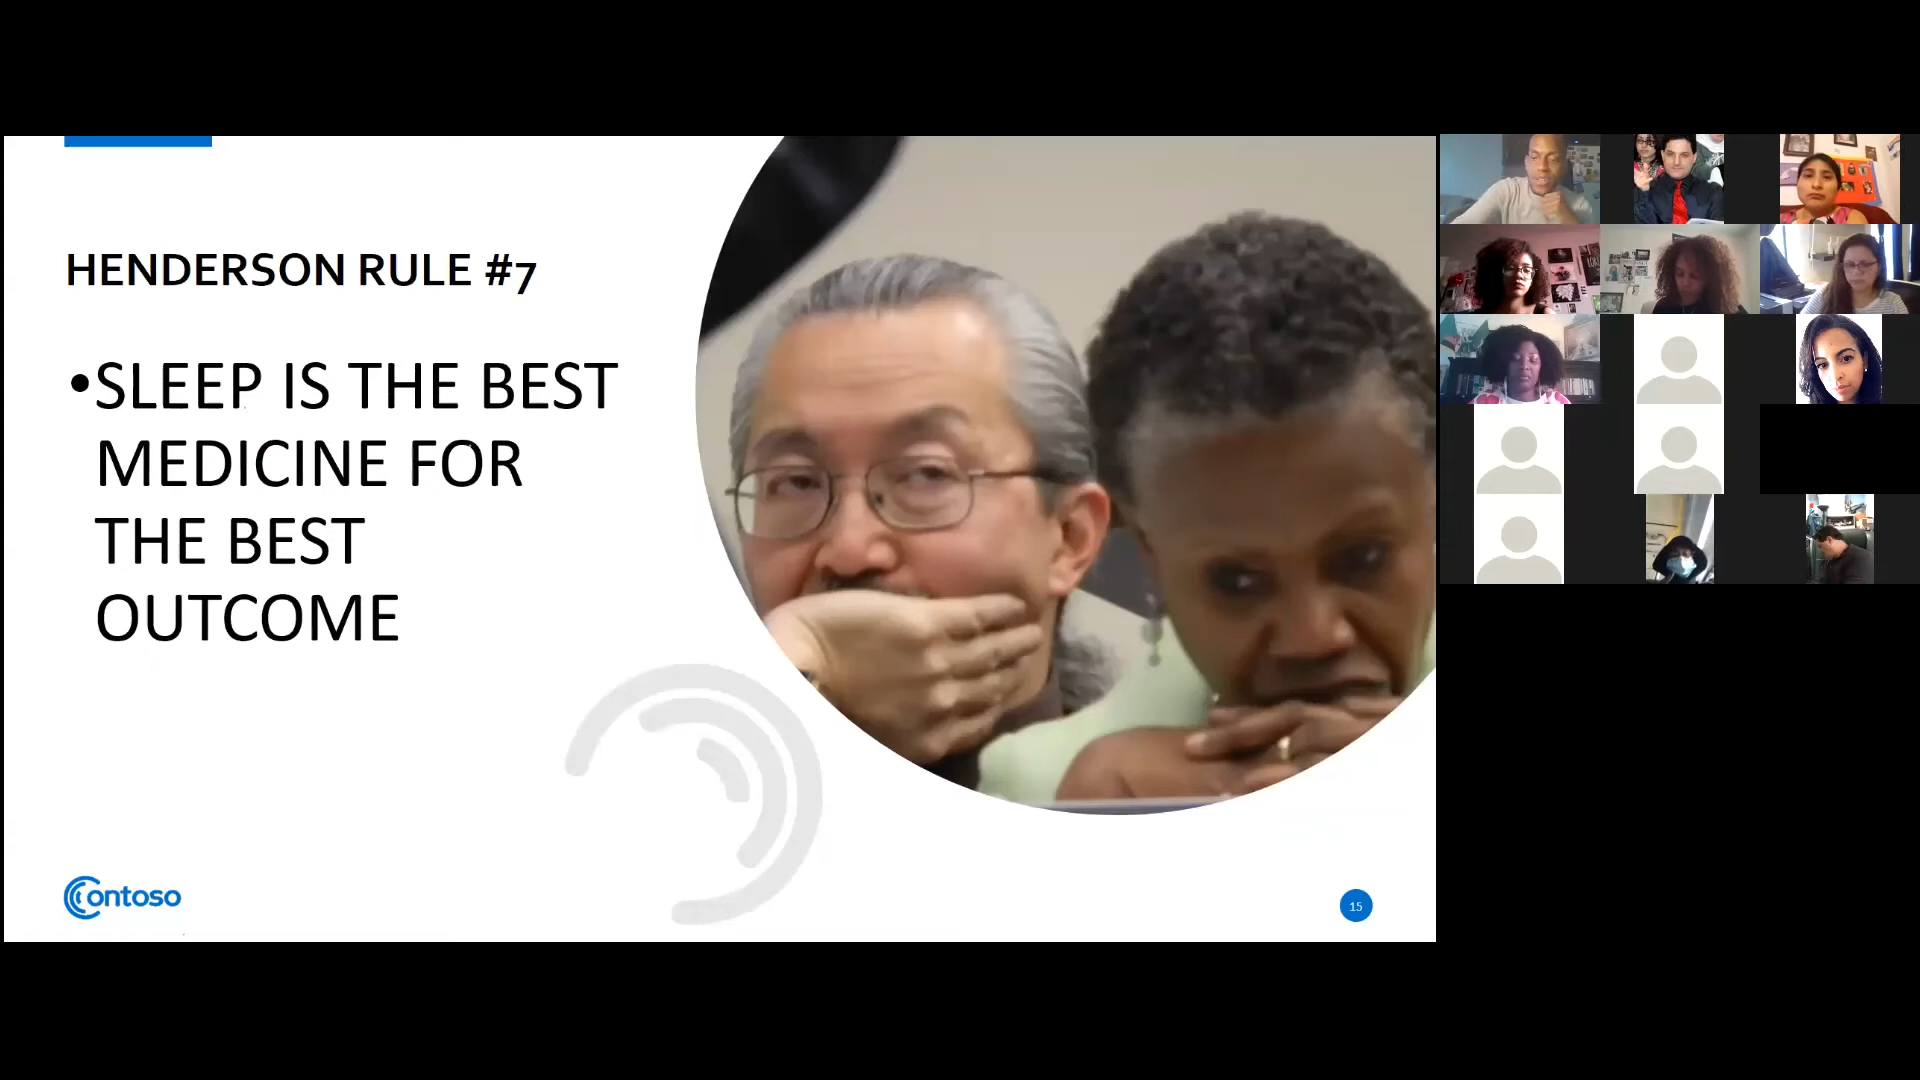 HENDERSON RULE #7
•SLEEP IS THE BEST
MEDICINE FOR
THE BEST
OUTCOME
Contoso
15